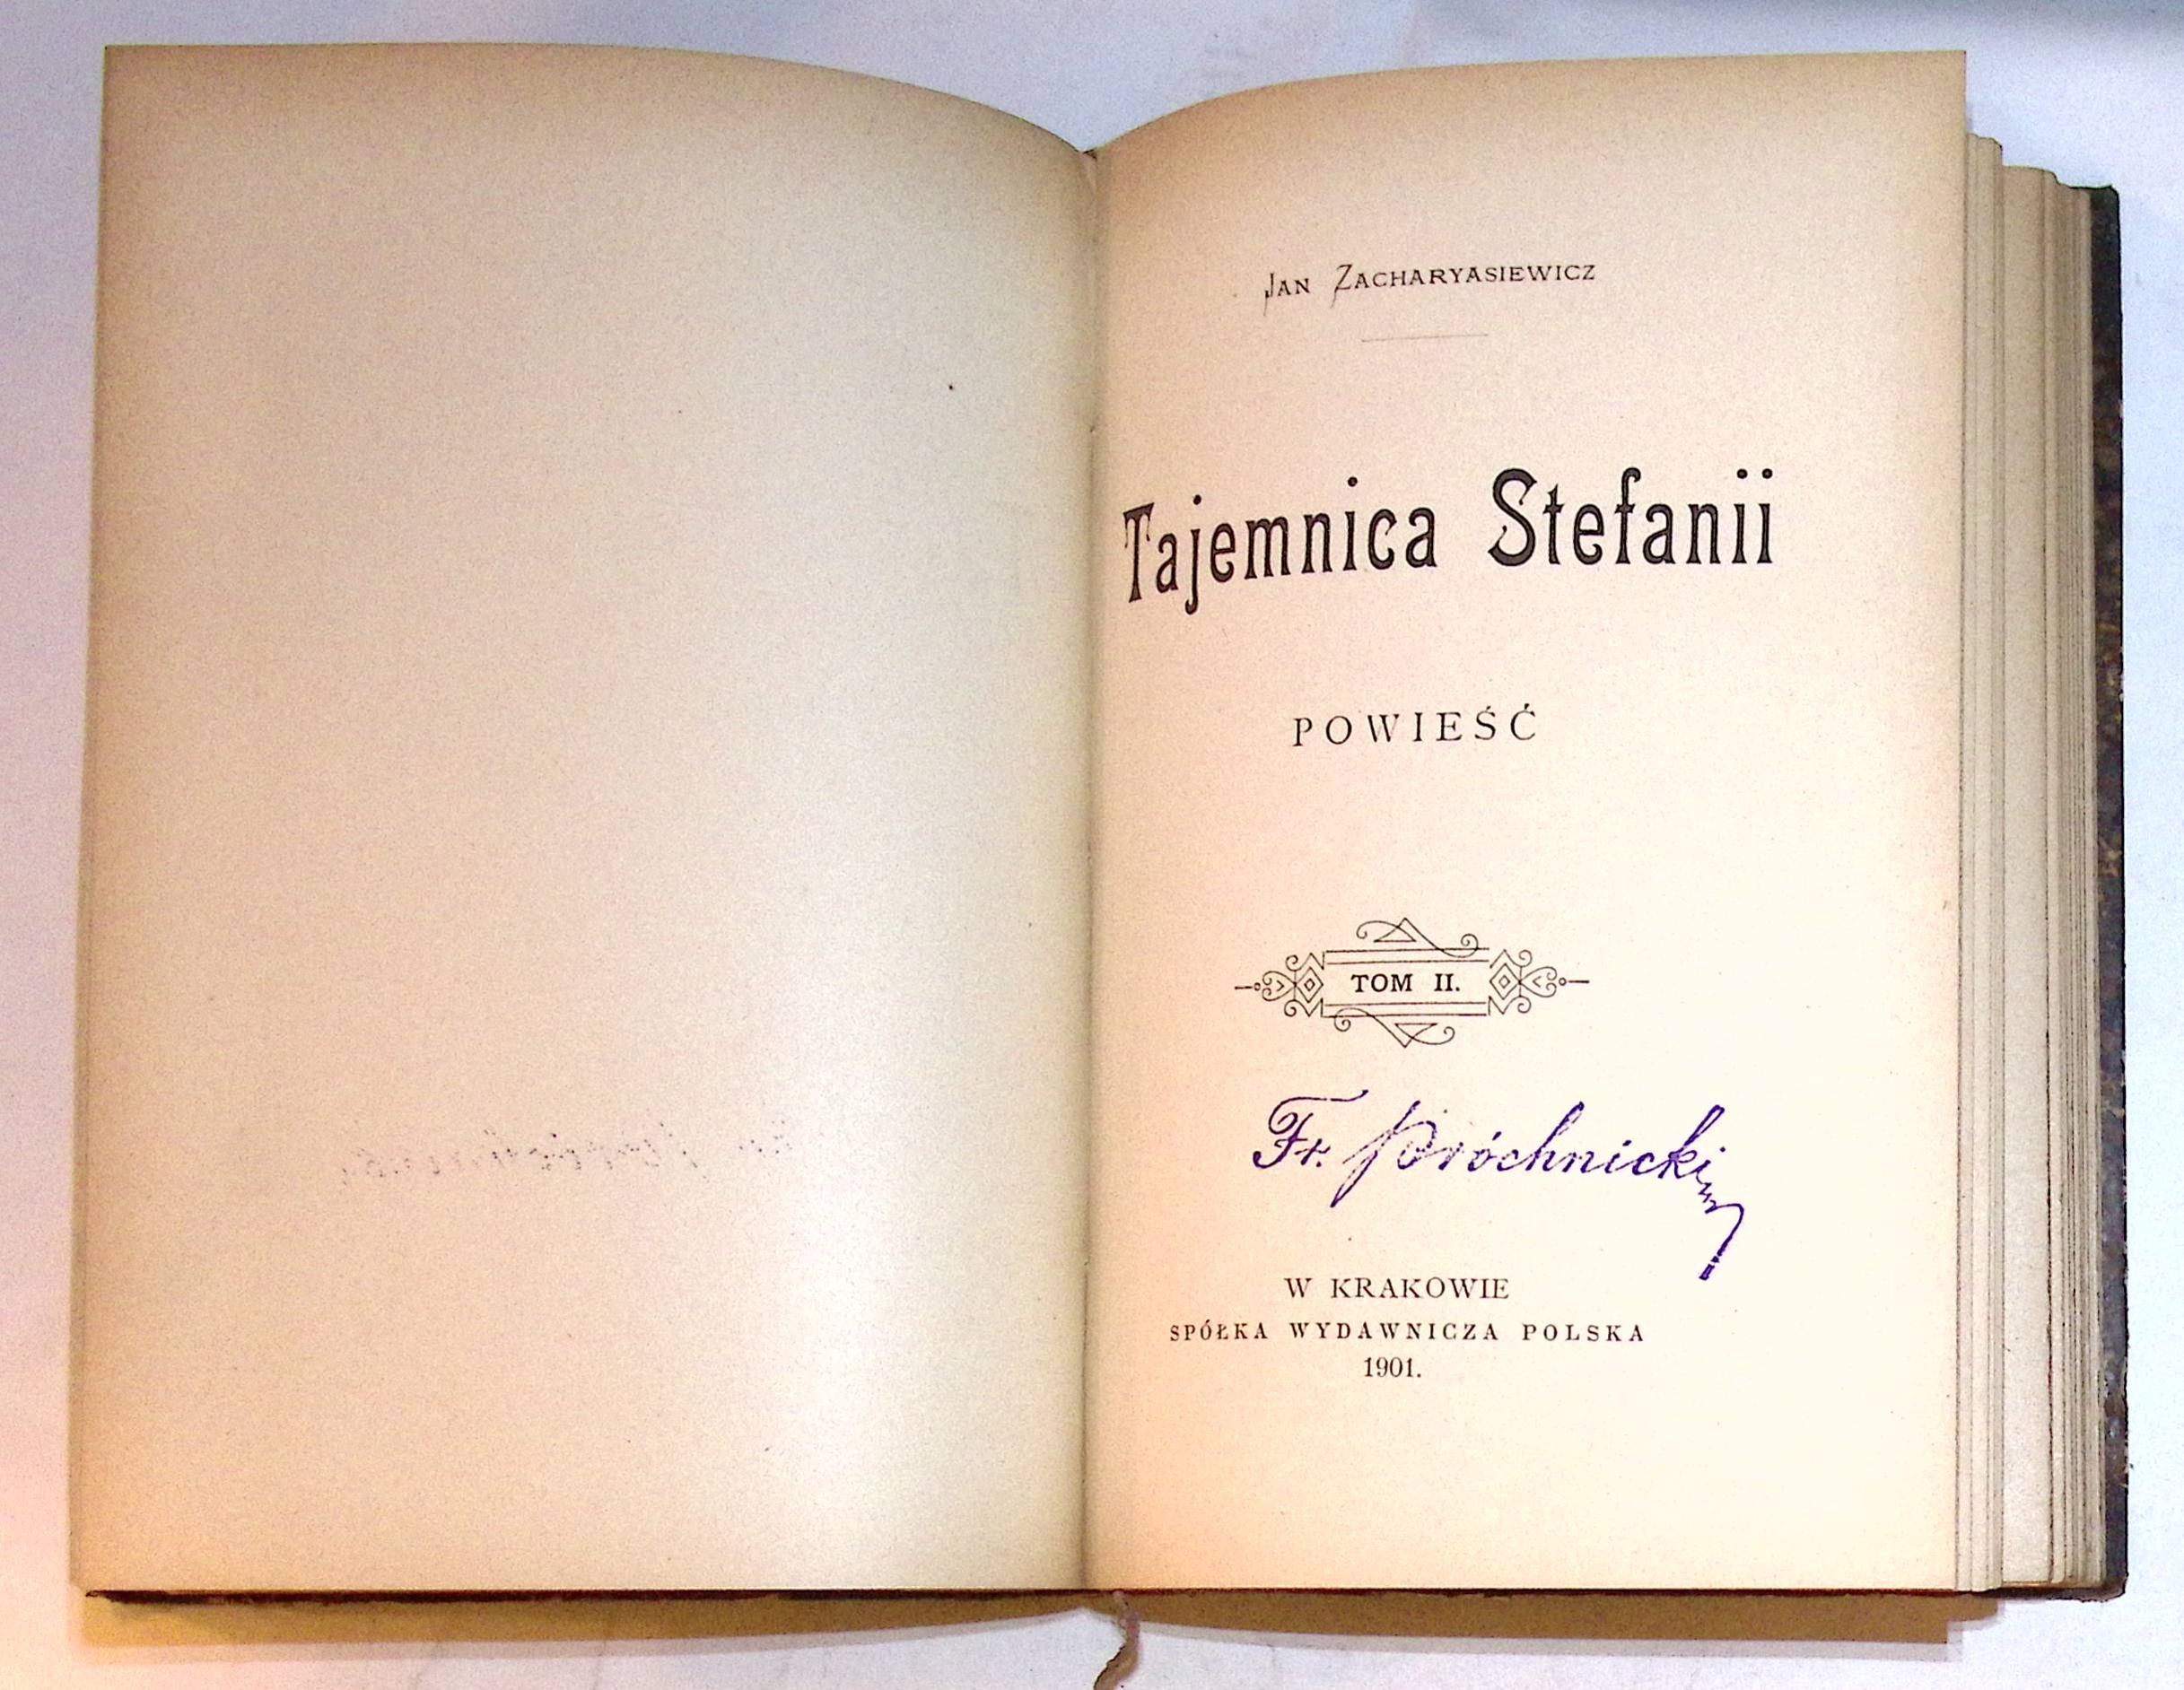 Jan Zacharyasiewicz
Tajemnica Stefanii
POWIEŚĆ
TOM II.
Fr. Próchnicki
W KRAKOWIE
SPÓŁKA WYDAWNICZA POLSKA
1901.